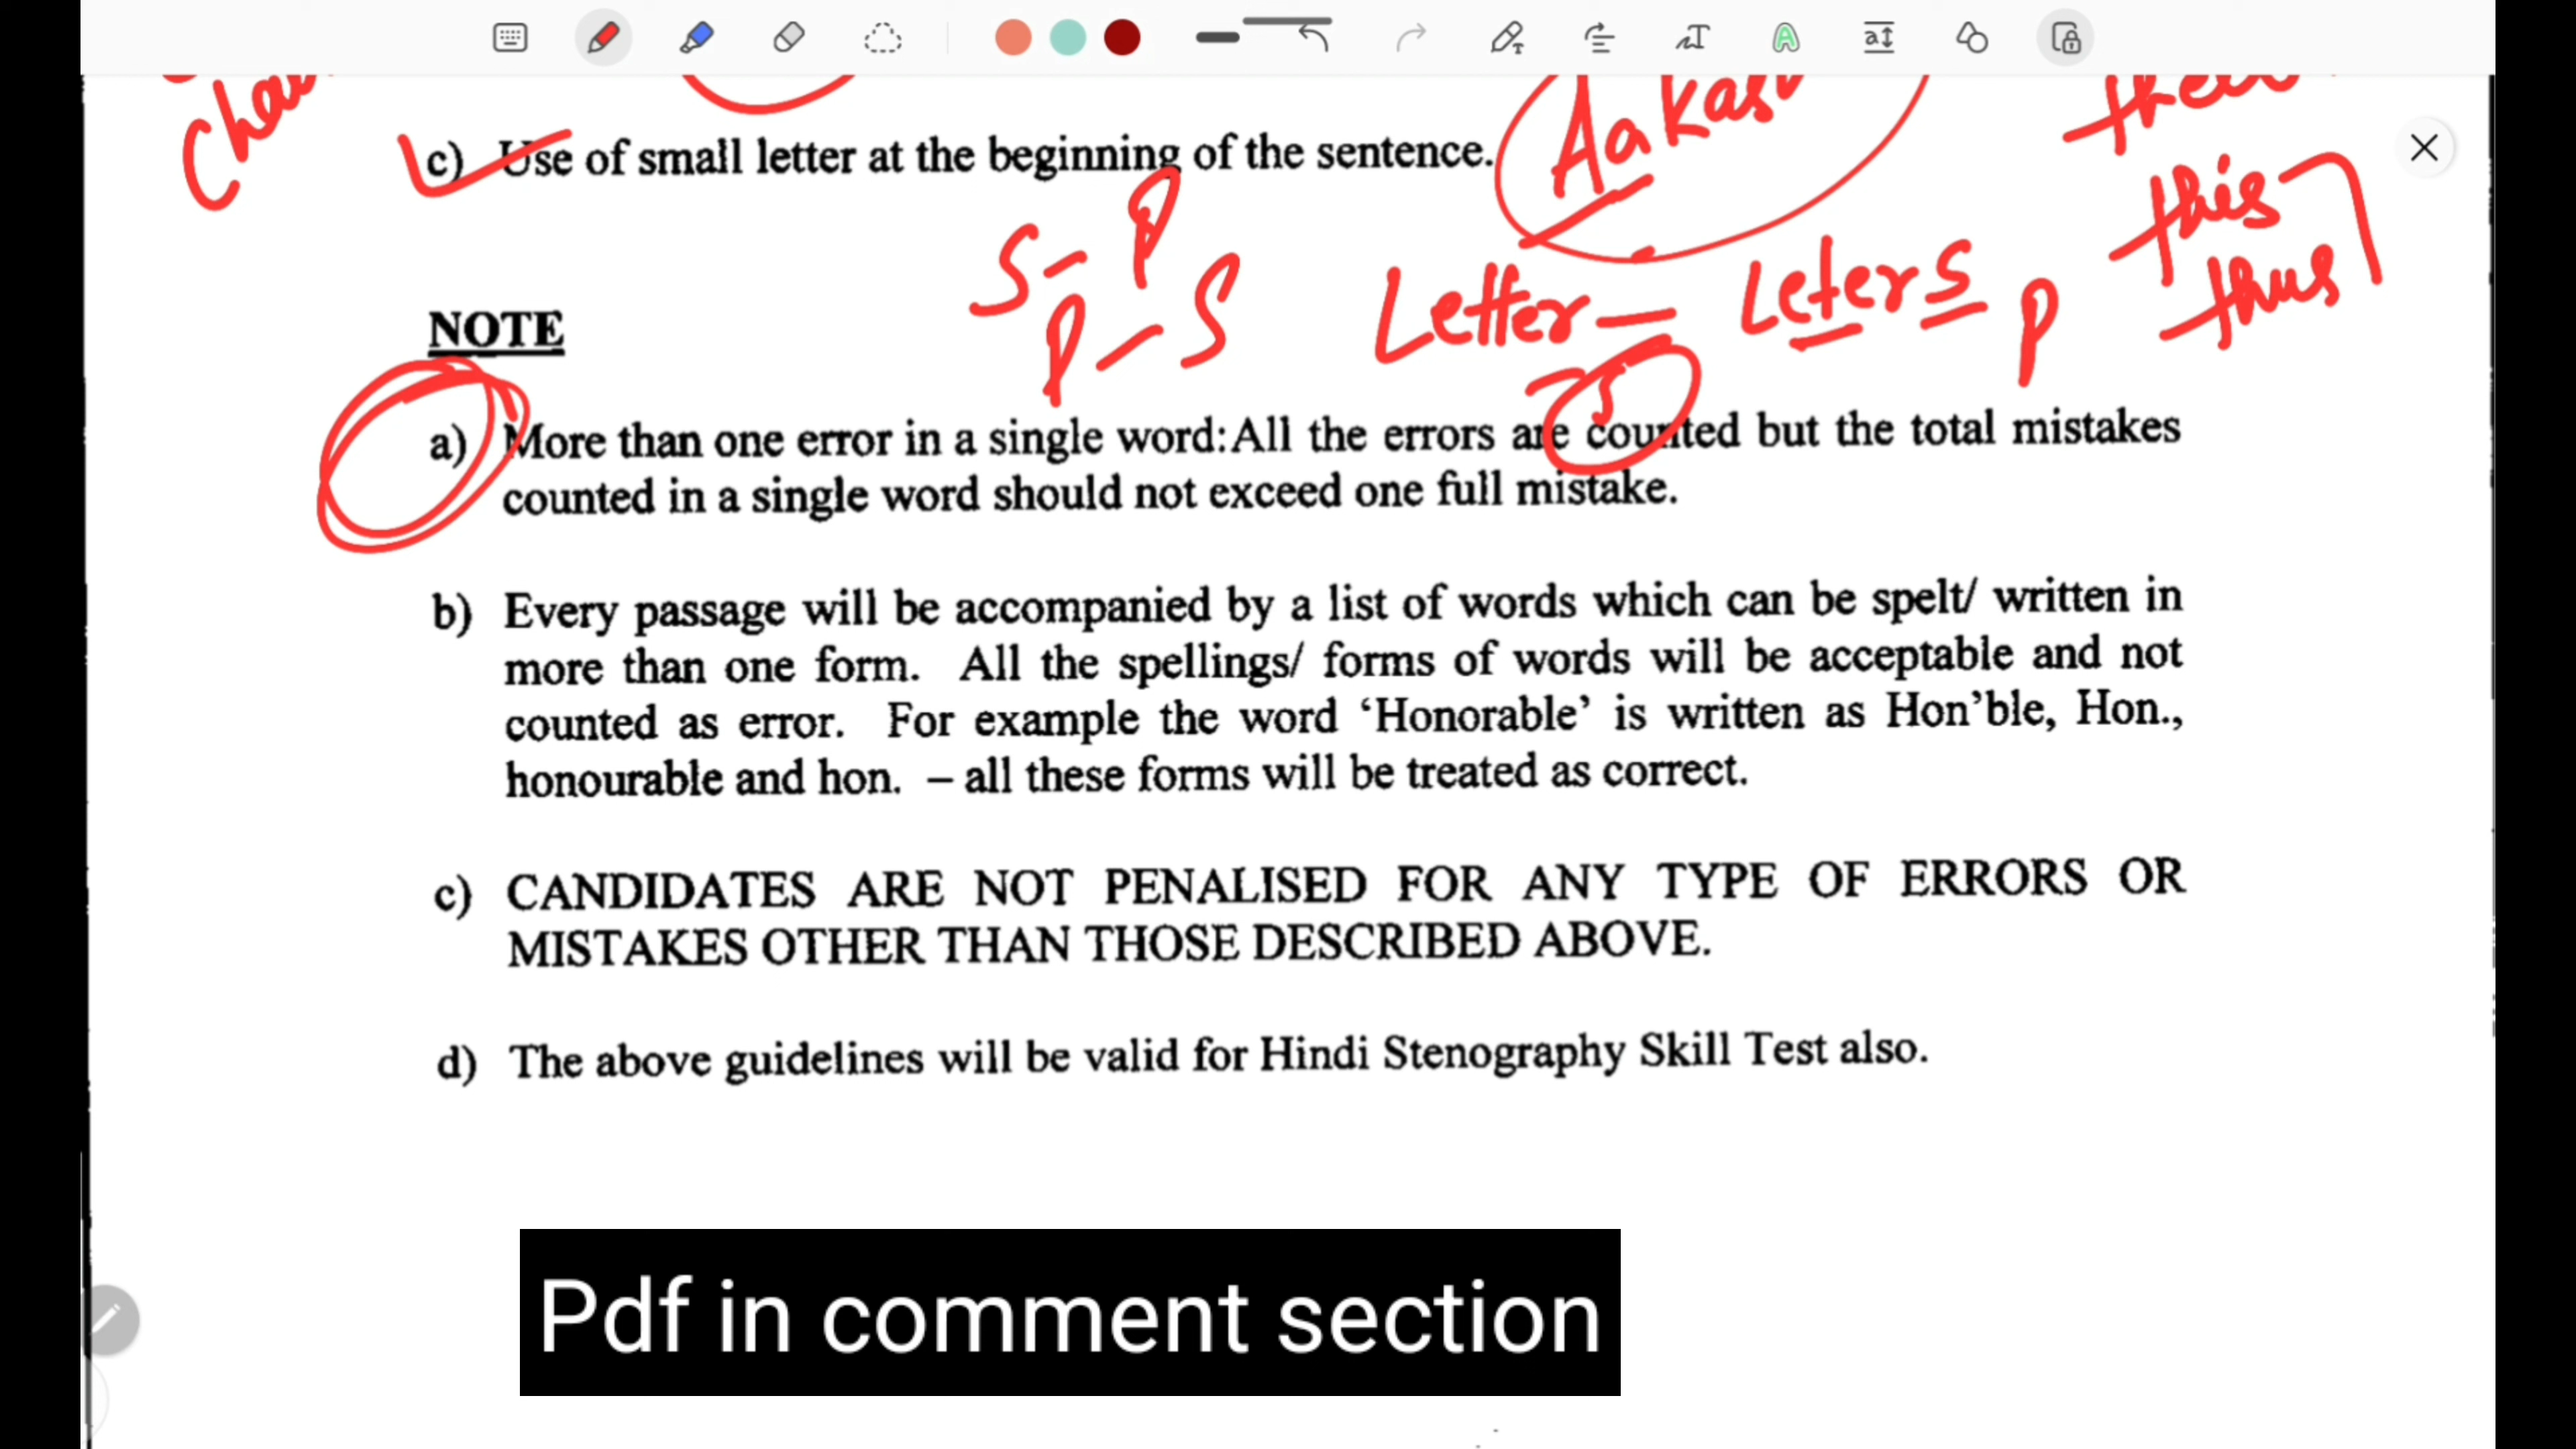 c) Use of small letter at the beginning of the sentence.
Aakash
this
thus
S - P
P - S
Letter = Leters P
NOTE
a) More than one error in a single word: All the errors are counted but the total mistakes
counted in a single word should not exceed one full mistake.
b) Every passage will be accompanied by a list of words which can be spelt/ written in
more than one form. All the spellings/ forms of words will be acceptable and not
counted as error. For example the word ‘Honorable’ is written as Hon’ble, Hon.,
honourable and hon. – all these forms will be treated as correct.
c) CANDIDATES ARE NOT PENALISED FOR ANY TYPE OF ERRORS OR
MISTAKES OTHER THAN THOSE DESCRIBED ABOVE.
d) The above guidelines will be valid for Hindi Stenography Skill Test also.
Pdf in comment section